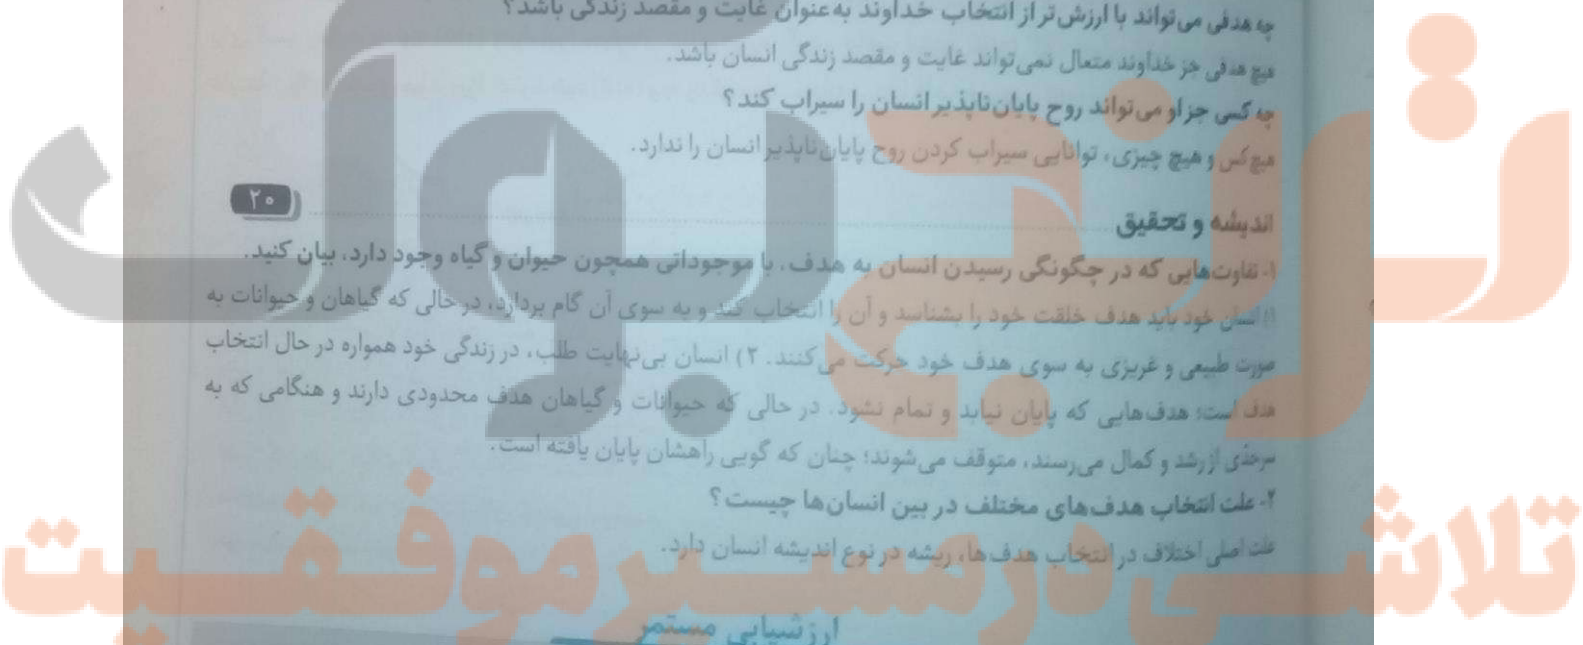 چه هدفی می‌تواند با ارزش‌تر از انتخاب خداوند به‌عنوان غایت و مقصد زندگی باشد؟
هیچ هدفی جز خداوند متعال نمی‌تواند غایت و مقصد زندگی انسان باشد.
چه کسی جز او می‌تواند روح پایان‌ناپذیر انسان را سیراب کند؟
هیچ‌کس و هیچ چیزی، توانایی سیراب کردن روح پایان‌ناپذیر انسان را ندارد.
اندیشه و تحقیق ۲۰
۱- تفاوت‌هایی که در چگونگی رسیدن انسان به هدف، با موجوداتی همچون حیوان و گیاه وجود دارد، بیان کنید.
۱) انسان خود باید هدف خلقت خود را بشناسد و آن را انتخاب کند و به سوی آن گام بردارد، در حالی که گیاهان و حیوانات به
صورت طبیعی و غریزی به سوی هدف خود حرکت می‌کنند. ۲) انسان بی‌نهایت طلب، در زندگی خود همواره در حال انتخاب
هدف است؛ هدف‌هایی که پایان نیابد و تمام نشود. در حالی که حیوانات و گیاهان هدف محدودی دارند و هنگامی که به
سرحدّی از رشد و کمال می‌رسند، متوقف می‌شوند؛ چنان که گویی راهشان پایان یافته است.
۲- علت انتخاب هدف‌های مختلف در بین انسان‌ها چیست؟
علت اصلی اختلاف در انتخاب هدف‌ها، ریشه در نوع اندیشه انسان دارد.
ارزشیابی مستمر
ترنج بوک
تلاشی در مسیر موفقیت